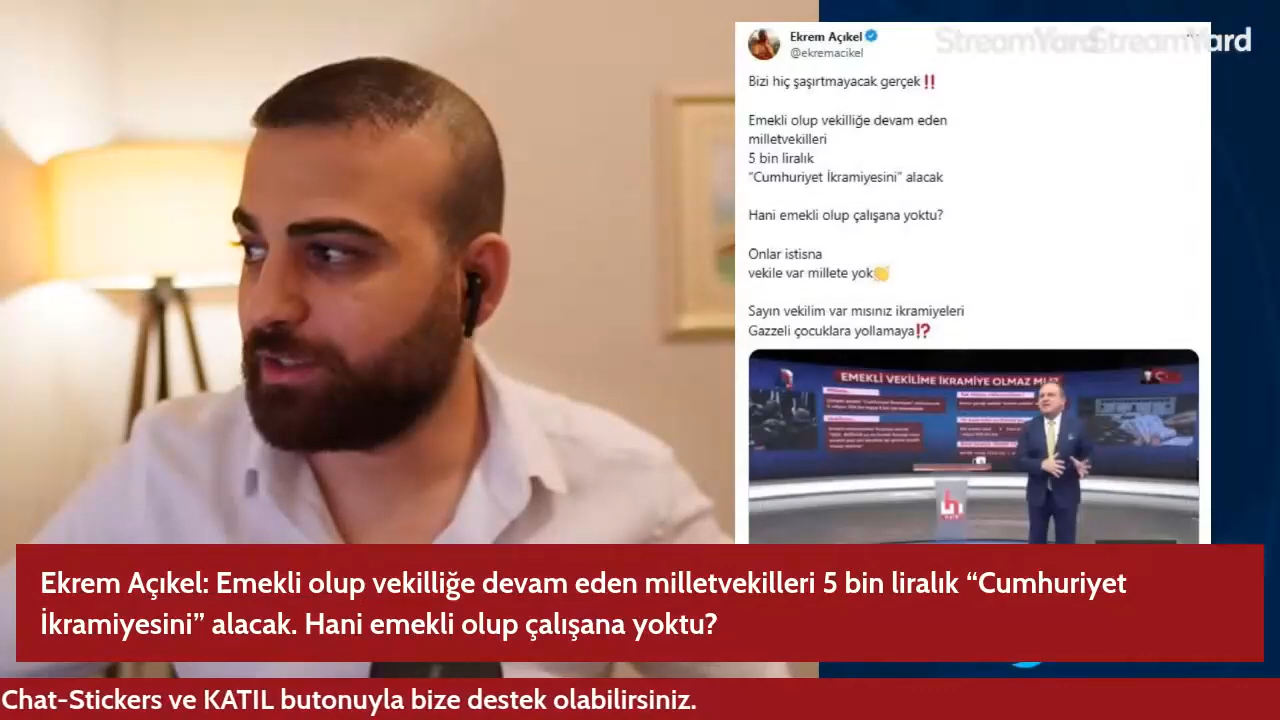 Ekrem Açıkel
@ekremacikel
StreamYard
StreamYard
Bizi hiç şaşırtmayacak gerçek‼️
Emekli olup vekilliğe devam eden
milletvekilleri
5 bin liralık
“Cumhuriyet İkramiyesini” alacak
Hani emekli olup çalışana yoktu?
Onlar istisna
vekile var millete yok👏
Sayın vekilim var mısınız ikramiyeleri
Gazzeli çocuklara yollamaya⁉️
EMEKLİ VEKİLİME İKRAMİYE OLMAZ MI?
Ekrem Açıkel: Emekli olup vekilliğe devam eden milletvekilleri 5 bin liralık “Cumhuriyet
İkramiyesini” alacak. Hani emekli olup çalışana yoktu?
Chat-Stickers ve KATIL butonuyla bize destek olabilirsiniz.